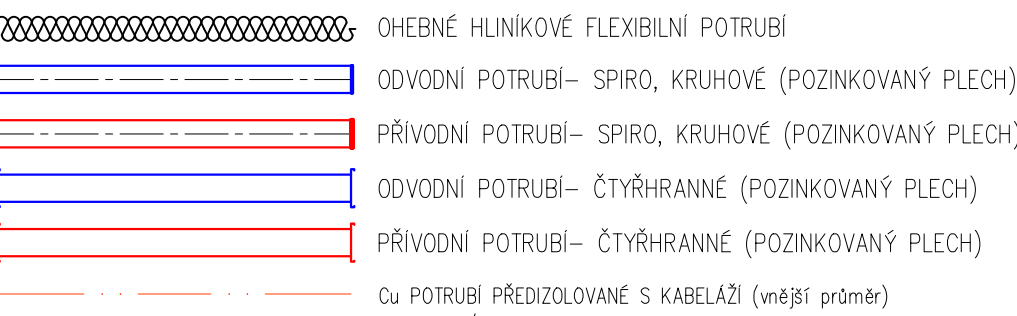 OHEBNÉ HLINÍKOVÉ FLEXIBILNÍ POTRUBÍ
ODVODNÍ POTRUBÍ– SPIRO, KRUHOVÉ (POZINKOVANÝ PLECH)
PŘÍVODNÍ POTRUBÍ– SPIRO, KRUHOVÉ (POZINKOVANÝ PLECH)
ODVODNÍ POTRUBÍ– ČTYŘHRANNÉ (POZINKOVANÝ PLECH)
PŘÍVODNÍ POTRUBÍ– ČTYŘHRANNÉ (POZINKOVANÝ PLECH)
Cu POTRUBÍ PŘEDIZOLOVANÉ S KABELÁŽÍ (vnější průměr)